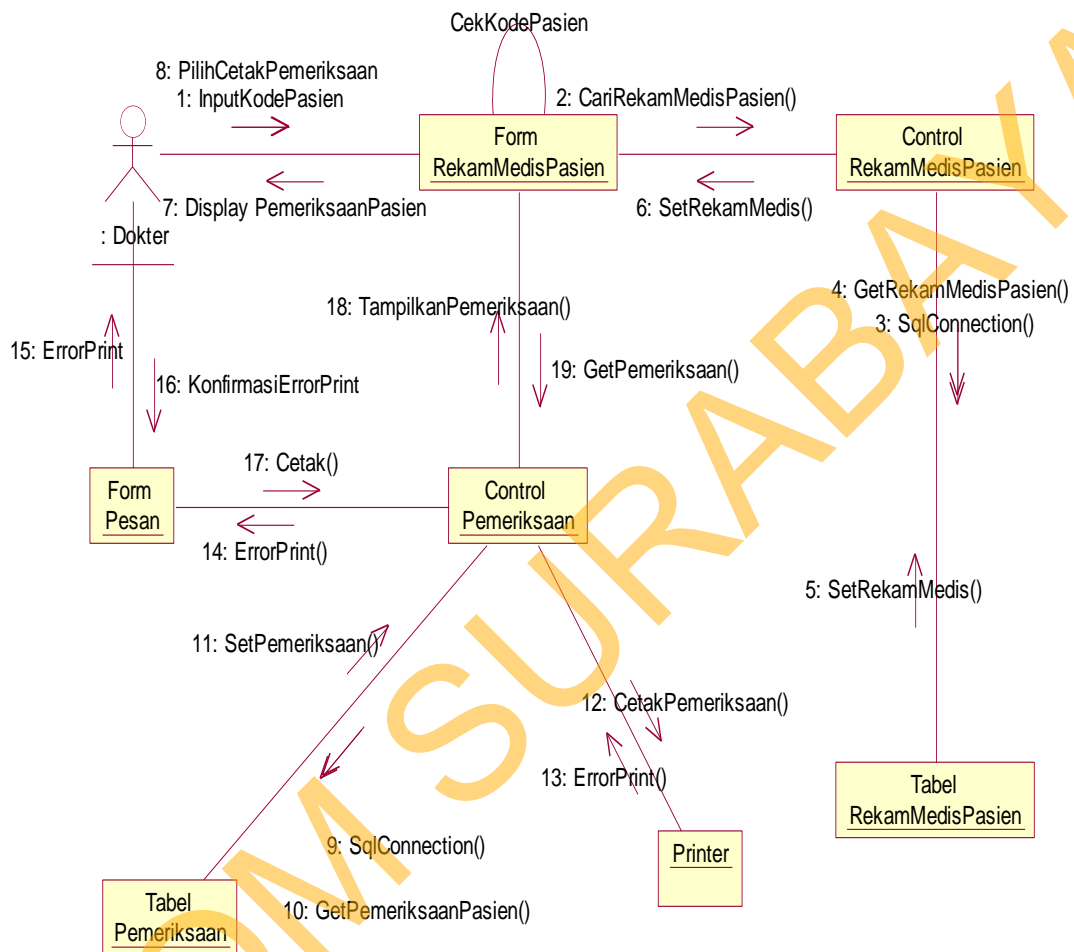 CekKodePasien
8: PilihCetakPemeriksaan
1: InputKodePasien
2: CariRekamMedisPasien()
Form
RekamMedisPasien
Control
RekamMedisPasien
7: Display PemeriksaanPasien
6: SetRekamMedis()
: Dokter
4: GetRekamMedisPasien()
3: SqlConnection()
18: TampilkanPemeriksaan()
15: ErrorPrint
19: GetPemeriksaan()
16: KonfirmasiErrorPrint
17: Cetak()
Form
Pesan
Control
Pemeriksaan
14: ErrorPrint()
5: SetRekamMedis()
11: SetPemeriksaan()
12: CetakPemeriksaan()
13: ErrorPrint()
Tabel
RekamMedisPasien
9: SqlConnection()
Printer
Tabel
Pemeriksaan
10: GetPemeriksaanPasien()
OM SURABAYA